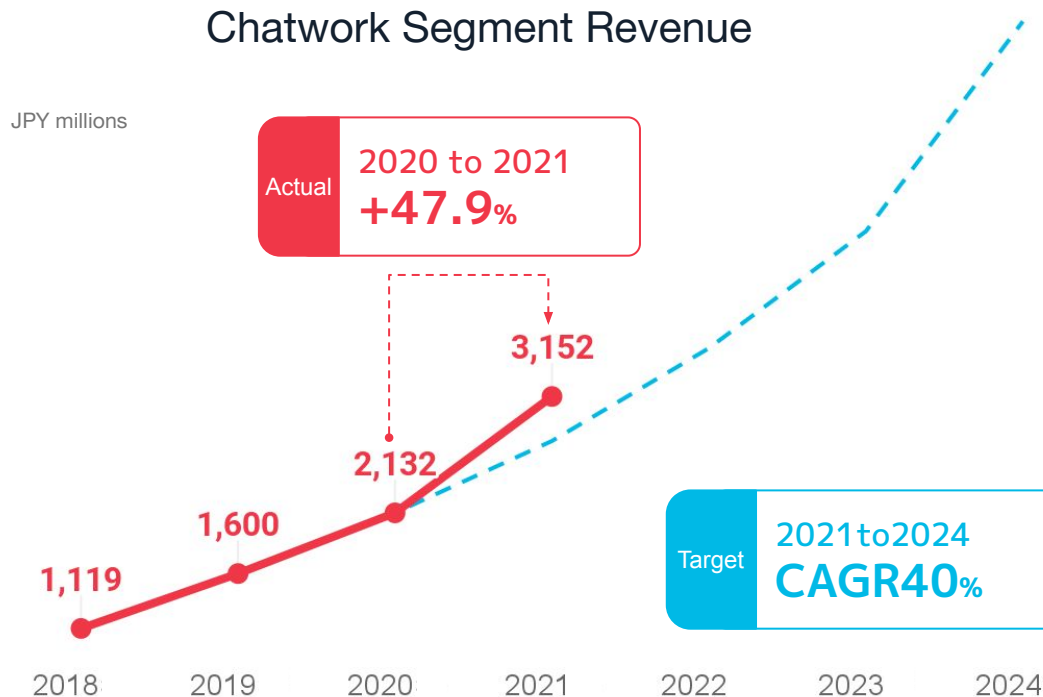 Chatwork Segment Revenue
JPY millions
Actual
2020 to 2021
+47.9%
3,152
2,132
1,600
1,119
Target
2021to2024
CAGR40%
2018 2019 2020 2021 2022 2023 2024